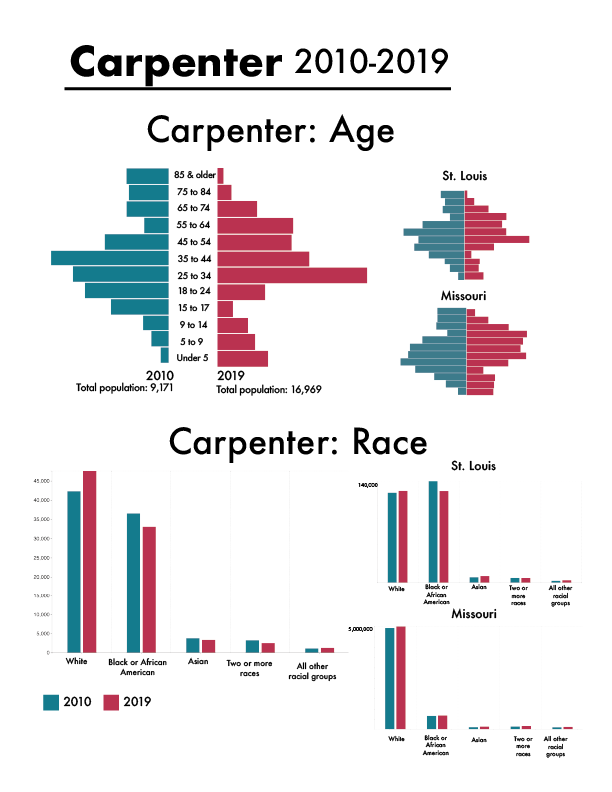 Carpenter 2010-2019
Carpenter: Age
85 & older
75 to 84
65 to 74
55 to 64
45 to 54
35 to 44
25 to 34
18 to 24
15 to 17
9 to 14
5 to 9
Under 5
2010
Total population: 9,171
2019
Total population: 16,969
St. Louis
Missouri
Carpenter: Race
45,000
40,000
35,000
30,000
25,000
20,000
15,000
10,000
5,000
0
White
Black or African
American
Asian
Two or more
races
All other
racial groups
2010
2019
St. Louis
140,000
White
Black or
African
American
Asian
Two or
more
races
All other
racial
groups
Missouri
5,000,000
White
Black or
African
American
Asian
Two or
more
races
All other
racial
groups